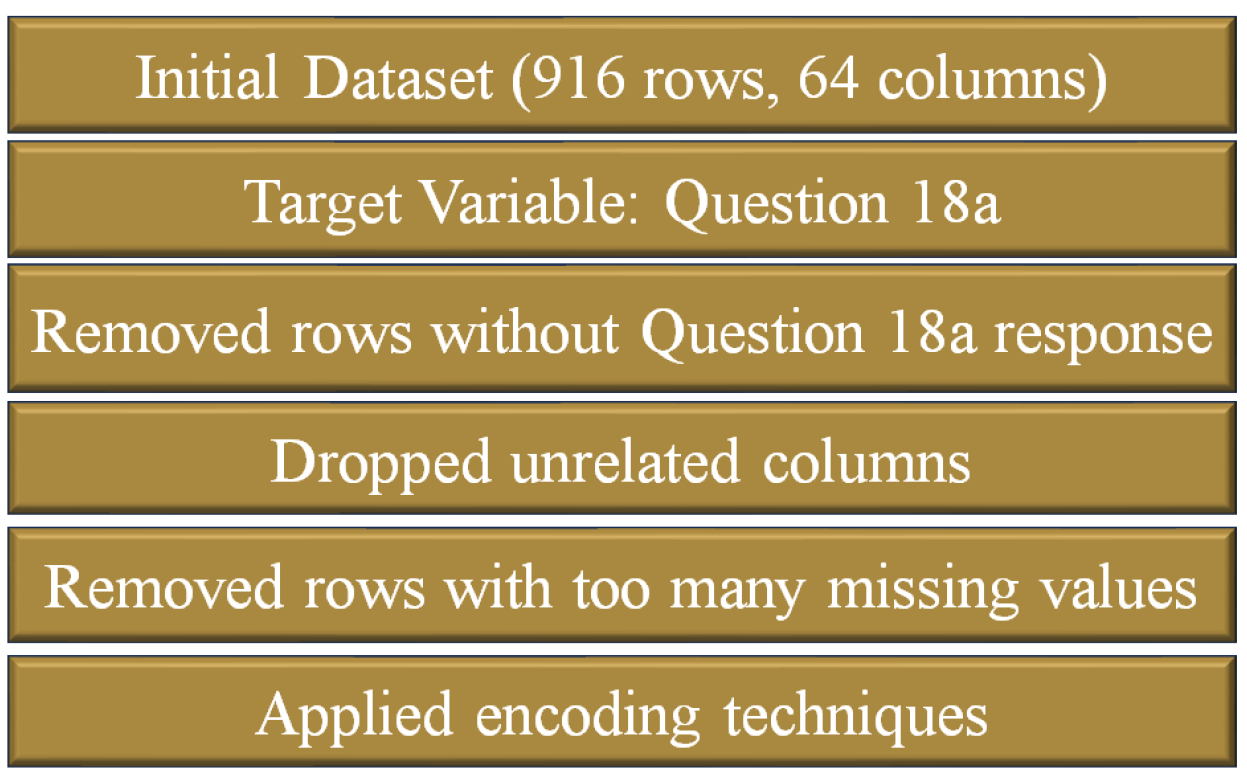 Initial Dataset (916 rows, 64 columns)
Target Variable: Question 18a
Removed rows without Question 18a response
Dropped unrelated columns
Removed rows with too many missing values
Applied encoding techniques